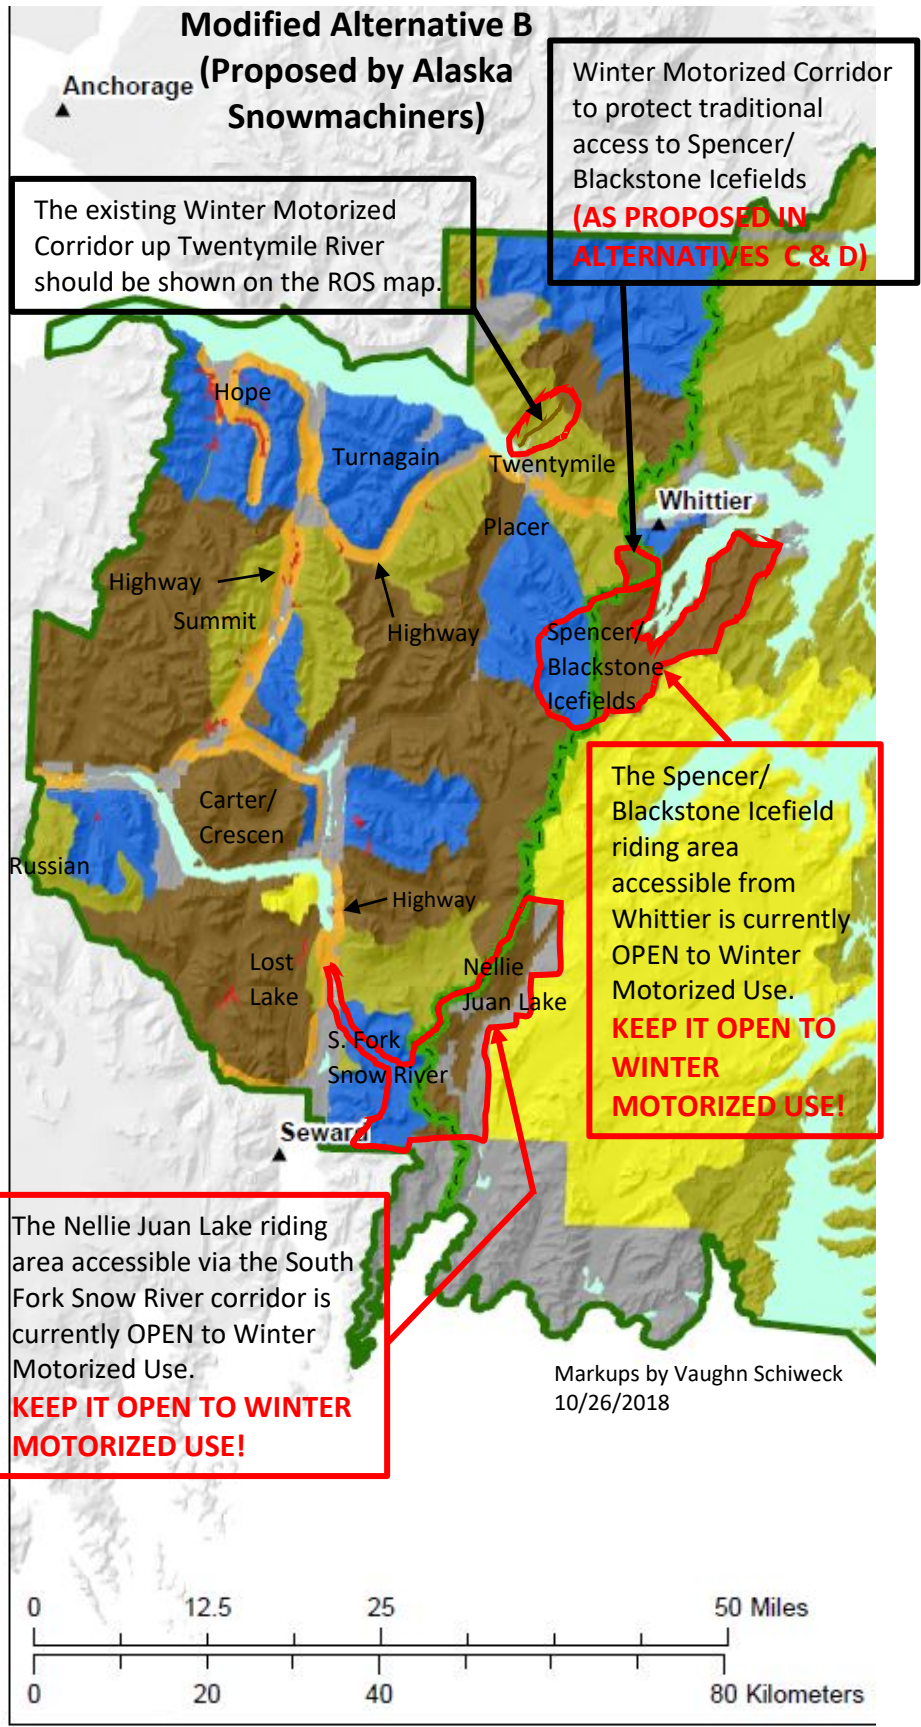 Modified Alternative B
(Proposed by Alaska
Snowmachiners)
Anchorage
Winter Motorized Corridor
to protect traditional
access to Spencer/
Blackstone Icefields
(AS PROPOSED IN
ALTERNATIVES C & D)
The existing Winter Motorized
Corridor up Twentymile River
should be shown on the ROS map.
Hope
Turnagain
Twentymile
Whittier
Placer
Highway
Summit
Highway
Spencer/
Blackstone
Icefields
The Spencer/
Blackstone Icefield
riding area
accessible from
Whittier is currently
OPEN to Winter
Motorized Use.
KEEP IT OPEN TO
WINTER
MOTORIZED USE!
Carter/
Crescen
Russian
Highway
Lost
Lake
Nellie
Juan Lake
S. Fork
Snow River
Seward
The Nellie Juan Lake riding
area accessible via the South
Fork Snow River corridor is
currently OPEN to Winter
Motorized Use.
KEEP IT OPEN TO WINTER
MOTORIZED USE!
Markups by Vaughn Schiweck
10/26/2018
0 12.5 25 50 Miles
0 20 40 80 Kilometers